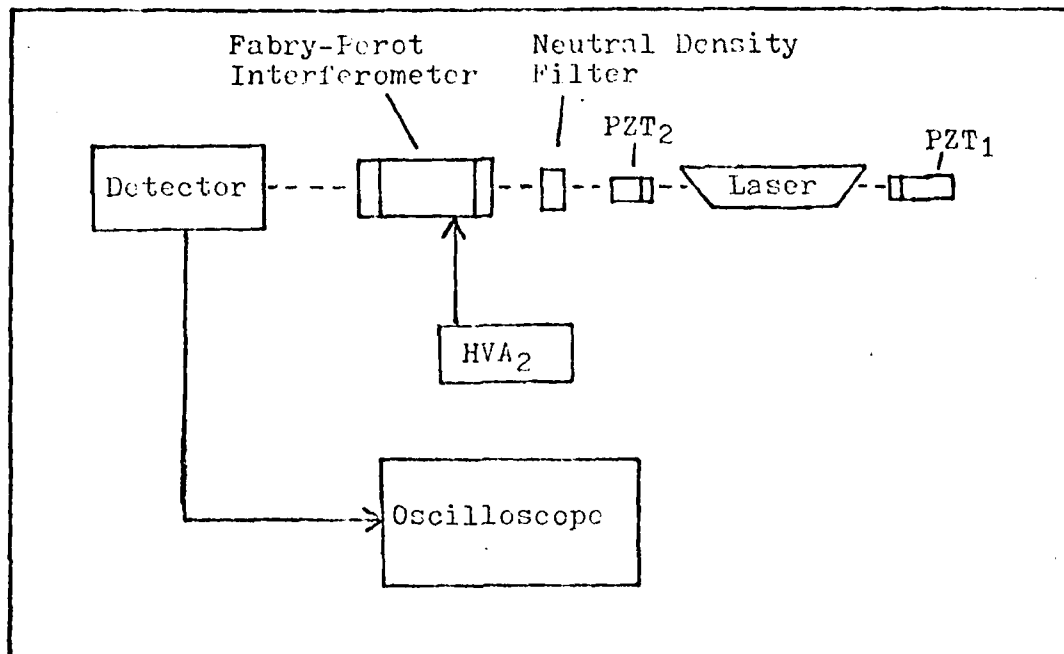 Fabry-Perot
Interferometer
Neutral Density
Filter
PZT2
PZT1
Detector
Laser
HVA2
Oscilloscope